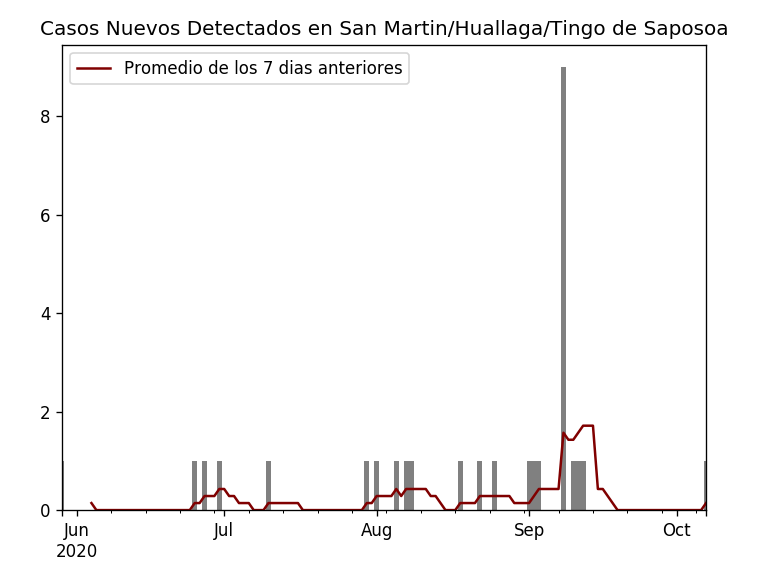 Casos Nuevos Detectados en San Martin/Huallaga/Tingo de Saposoa
Promedio de los 7 dias anteriores
8
6
4
2
0
Jun Jul Aug Sep Oct
2020